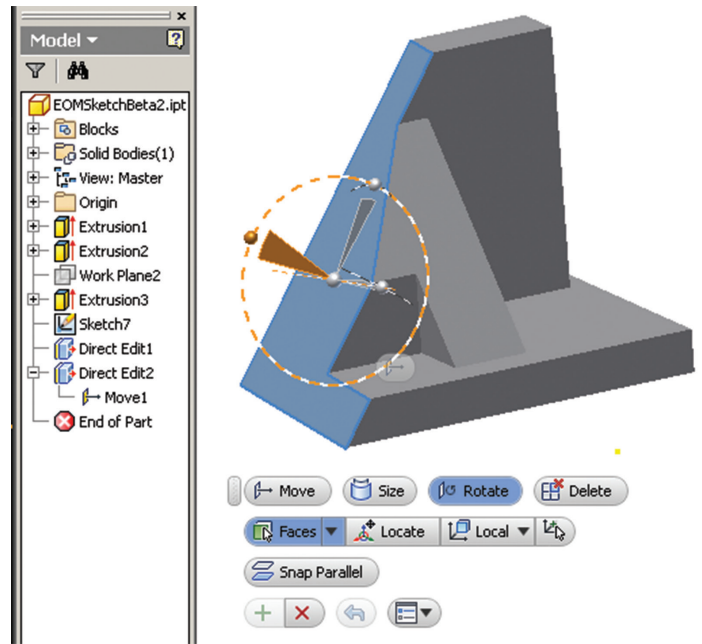 Model
EOMSketchBeta2.ipt
Blocks
Solid Bodies(1)
View: Master
Origin
Extrusion1
Extrusion2
Work Plane2
Extrusion3
Sketch7
Direct Edit1
Direct Edit2
Move1
End of Part
Move Size Rotate Delete
Faces Locate Local
Snap Parallel